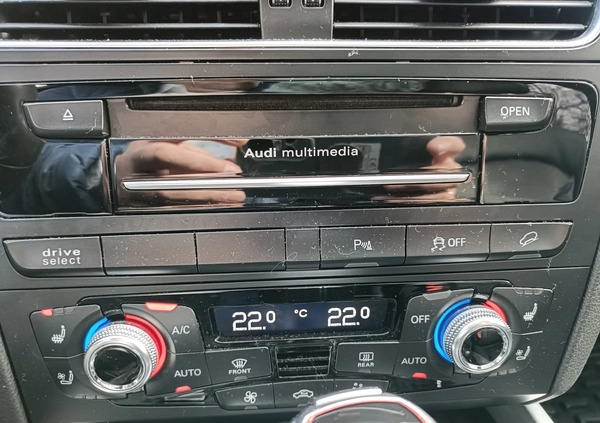 OPEN
Audi multimedia
drive select
P
OFF
22.0 °C 22.0
A/C
OFF
FRONT
REAR
AUTO
AUTO